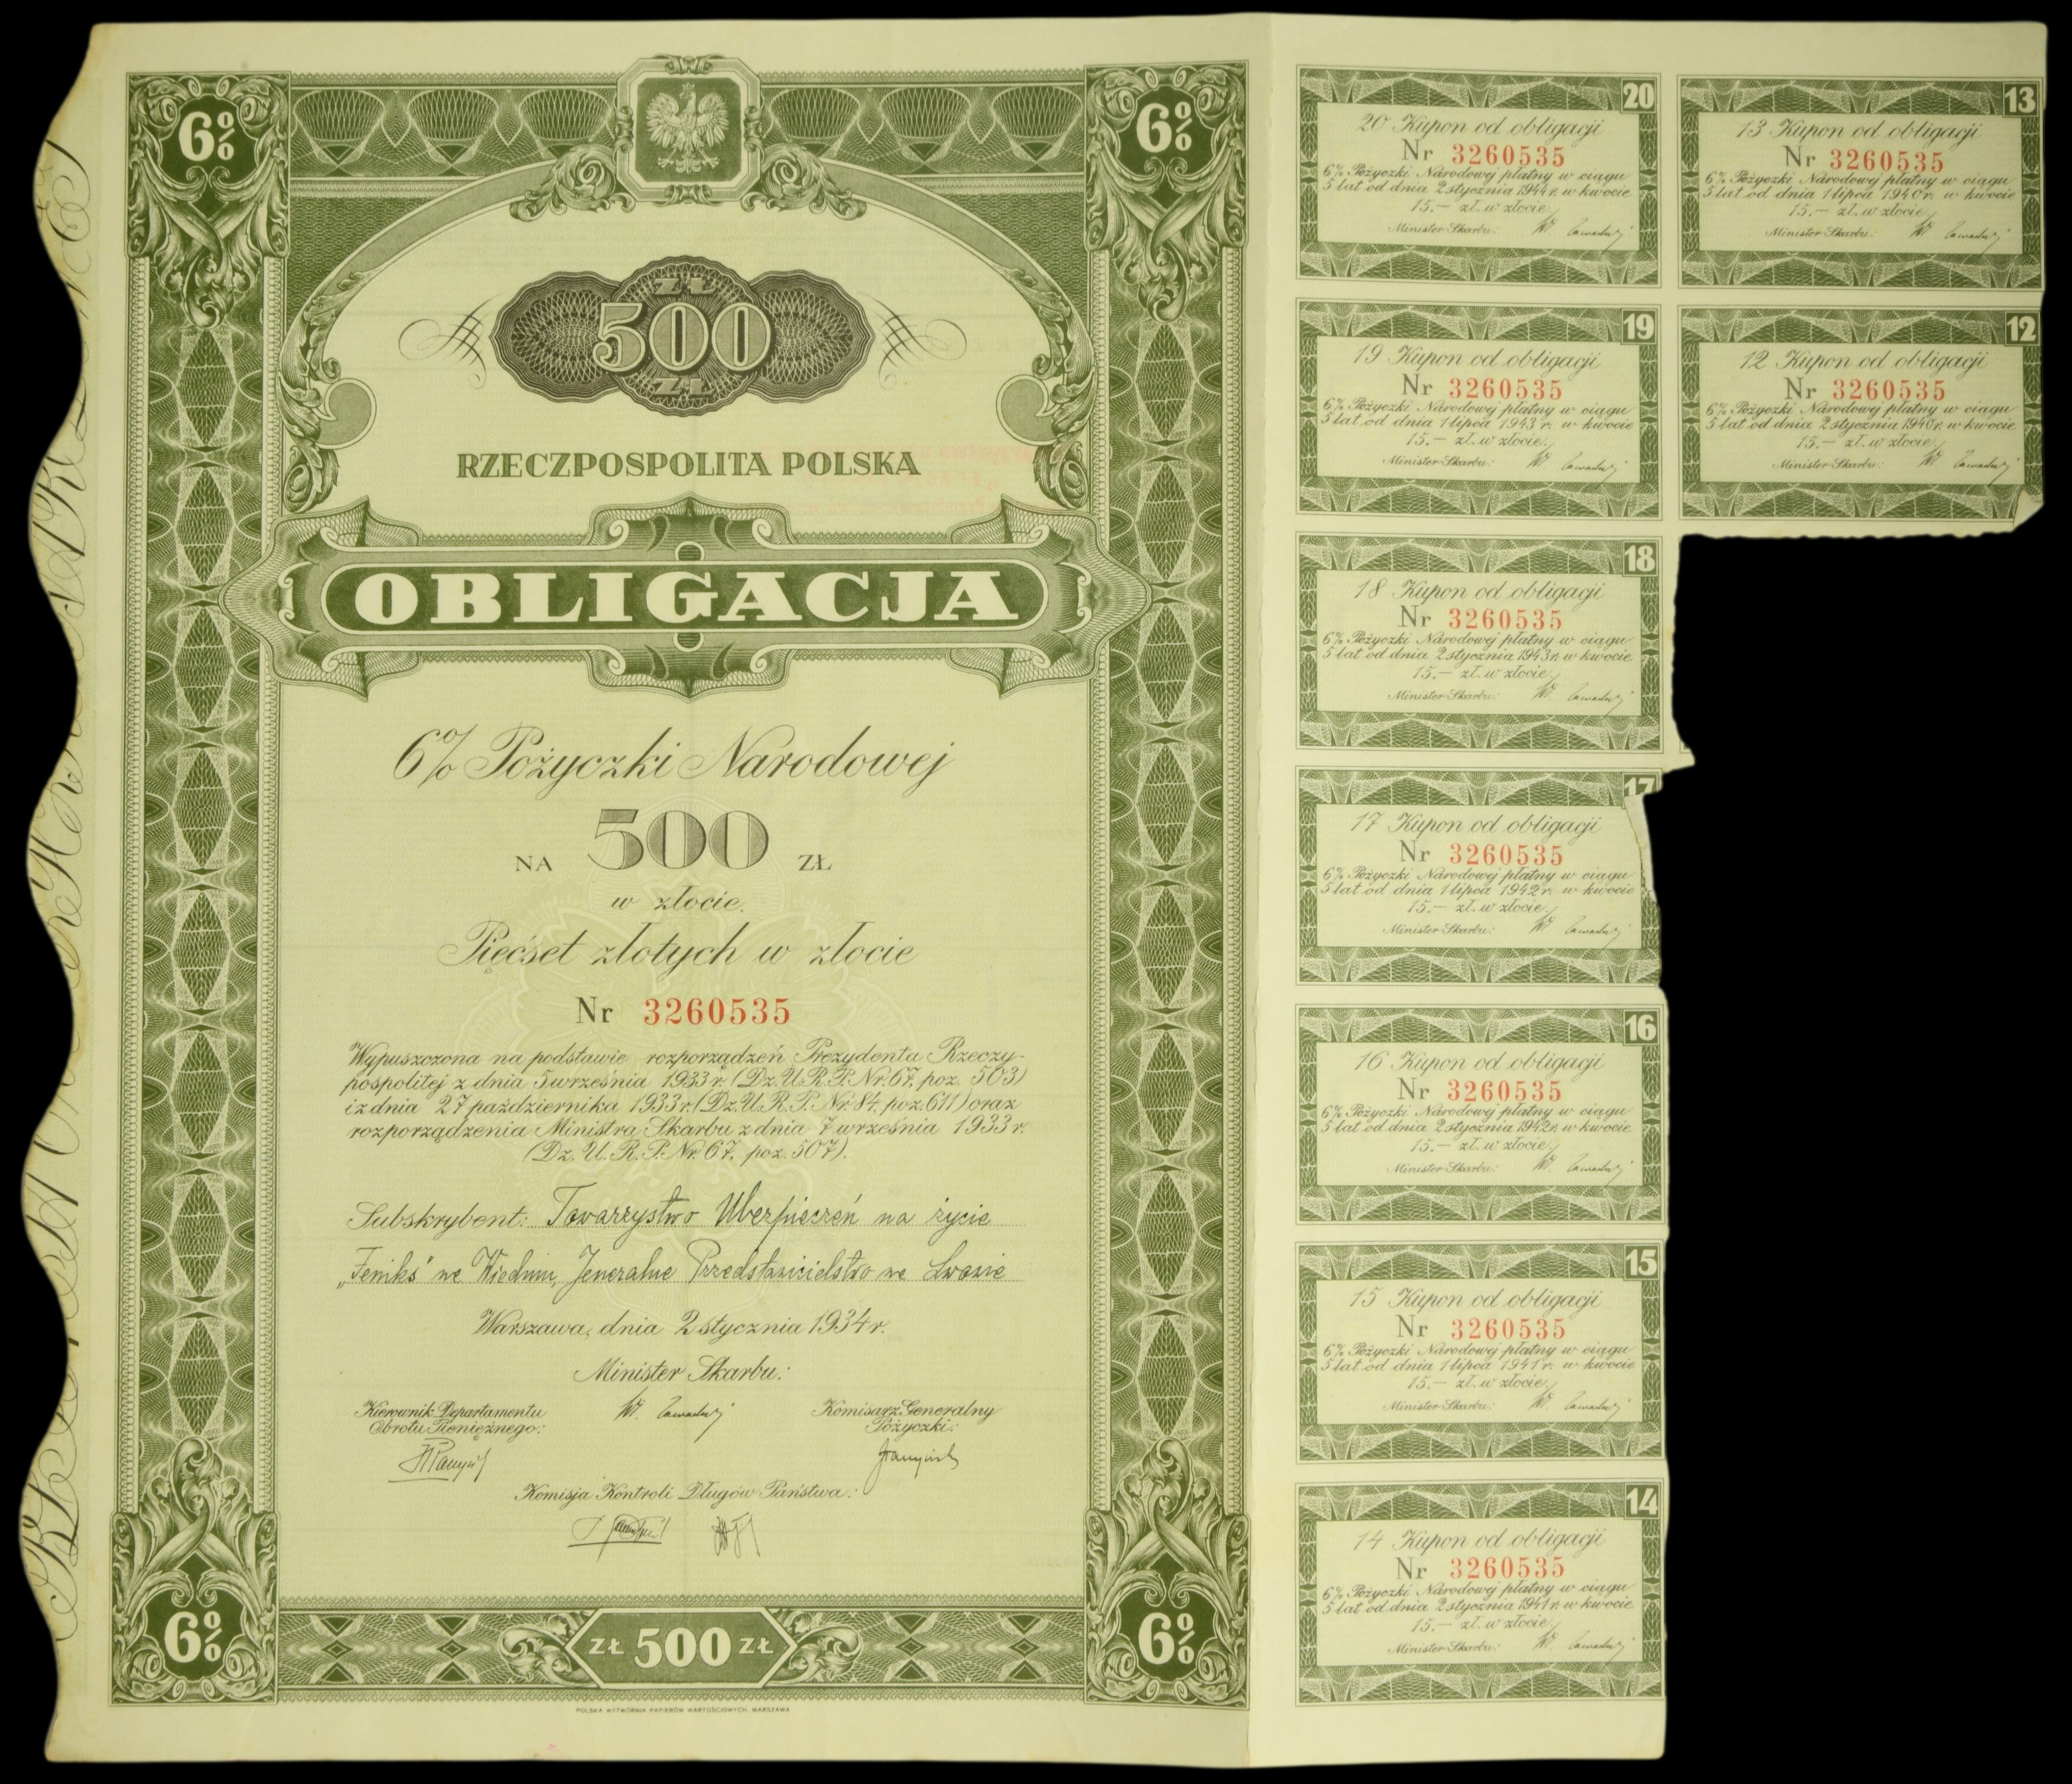 6%
6%
ZŁ
500
ZŁ
RZECZPOSPOLITA POLSKA
OBLIGACJA
6% Pożyczki Narodowej
NA 500 ZŁ
w złocie.
Pięćset złotych w złocie
Nr 3260535
Wypuszczona na podstawie rozporządzeń Prezydenta Rzeczy-
pospolitej z dnia 5 września 1933 r. (Dz. U. R. P. Nr. 67, poz. 503)
i z dnia 27 października 1933 r. (Dz. U. R. P. Nr. 84, poz. 611) oraz
rozporządzenia Ministra Skarbu z dnia 7 września 1933 r.
(Dz. U. R. P. Nr. 67, poz. 507).
Subskrybent: Towarzystwo Ubezpieczeń na życie
„Feniks" we Wiedniu, Jeneralne Przedstawicielstwo we Lwowie
Warszawa, dnia 2 stycznia 1934 r.
Minister Skarbu:
Kierownik Departamentu
Obrotu Pieniężnego:
Komisarz Generalny
Pożyczki:
Komisja Kontroli Długów Państwa:
6%
ZŁ 500 ZŁ
6%
POLSKA WYTWÓRNIA PAPIERÓW WARTOŚCIOWYCH WARSZAWA
20
20 Kupon od obligacji
Nr 3260535
6% Pożyczki Narodowej płatny w ciągu
5 lat od dnia 2 stycznia 1944 r. w kwocie
15.— zł. w złocie.
Minister Skarbu:
19
19 Kupon od obligacji
Nr 3260535
6% Pożyczki Narodowej płatny w ciągu
5 lat od dnia 1 lipca 1943 r. w kwocie
15.— zł. w złocie.
Minister Skarbu:
18
18 Kupon od obligacji
Nr 3260535
6% Pożyczki Narodowej płatny w ciągu
5 lat od dnia 2 stycznia 1943 r. w kwocie
15.— zł. w złocie.
Minister Skarbu:
17
17 Kupon od obligacji
Nr 3260535
6% Pożyczki Narodowej płatny w ciągu
5 lat od dnia 1 lipca 1942 r. w kwocie
15.— zł. w złocie.
Minister Skarbu:
16
16 Kupon od obligacji
Nr 3260535
6% Pożyczki Narodowej płatny w ciągu
5 lat od dnia 2 stycznia 1942 r. w kwocie
15.— zł. w złocie.
Minister Skarbu:
15
15 Kupon od obligacji
Nr 3260535
6% Pożyczki Narodowej płatny w ciągu
5 lat od dnia 1 lipca 1941 r. w kwocie
15.— zł. w złocie.
Minister Skarbu:
14
14 Kupon od obligacji
Nr 3260535
6% Pożyczki Narodowej płatny w ciągu
5 lat od dnia 2 stycznia 1941 r. w kwocie
15.— zł. w złocie.
Minister Skarbu:
13
13 Kupon od obligacji
Nr 3260535
6% Pożyczki Narodowej płatny w ciągu
5 lat od dnia 1 lipca 1940 r. w kwocie
15.— zł. w złocie.
Minister Skarbu:
12
12 Kupon od obligacji
Nr 3260535
6% Pożyczki Narodowej płatny w ciągu
5 lat od dnia 2 stycznia 1940 r. w kwocie
15.— zł. w złocie.
Minister Skarbu: